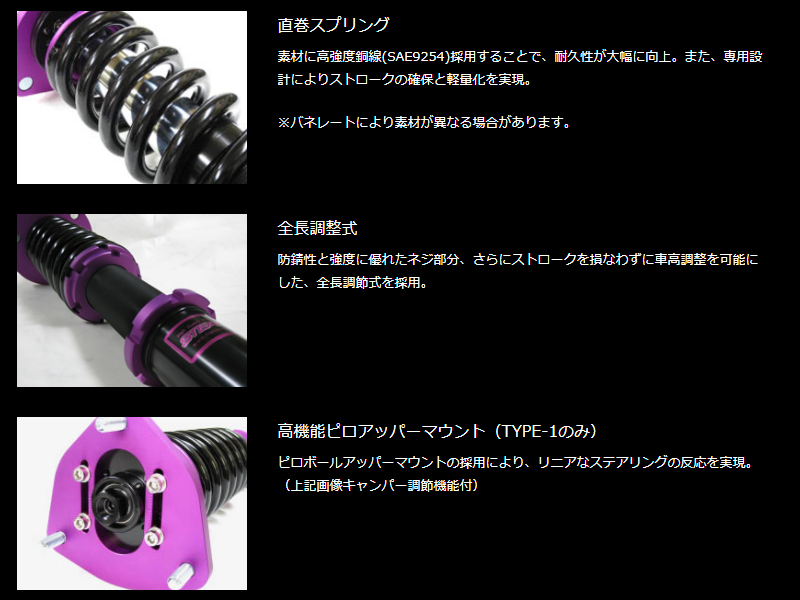 直巻スプリング
素材に高強度鋼線(SAE9254)採用することで、耐久性が大幅に向上。また、専用設
計によりストロークの確保と軽量化を実現。
※バネレートにより素材が異なる場合があります。
全長調整式
防錆性と強度に優れたネジ部分、さらにストロークを損なわずに車高調整を可能に
した、全長調節式を採用。
高機能ピロアッパーマウント（TYPE-1のみ）
ピロボールアッパーマウントの採用により、リニアなステアリングの反応を実現。
（上記画像キャンバー調節機能付）